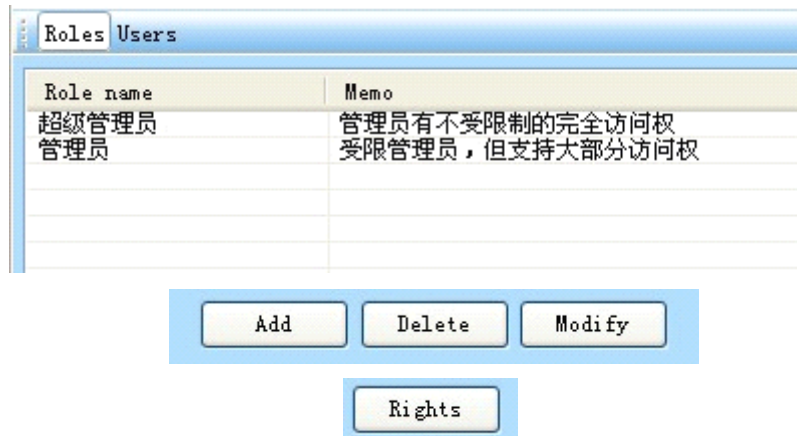 Roles Users
Role name Memo
超级管理员 管理员有不受限制的完全访问权
管理员 受限管理员，但支持大部分访问权
Add Delete Modify
Rights